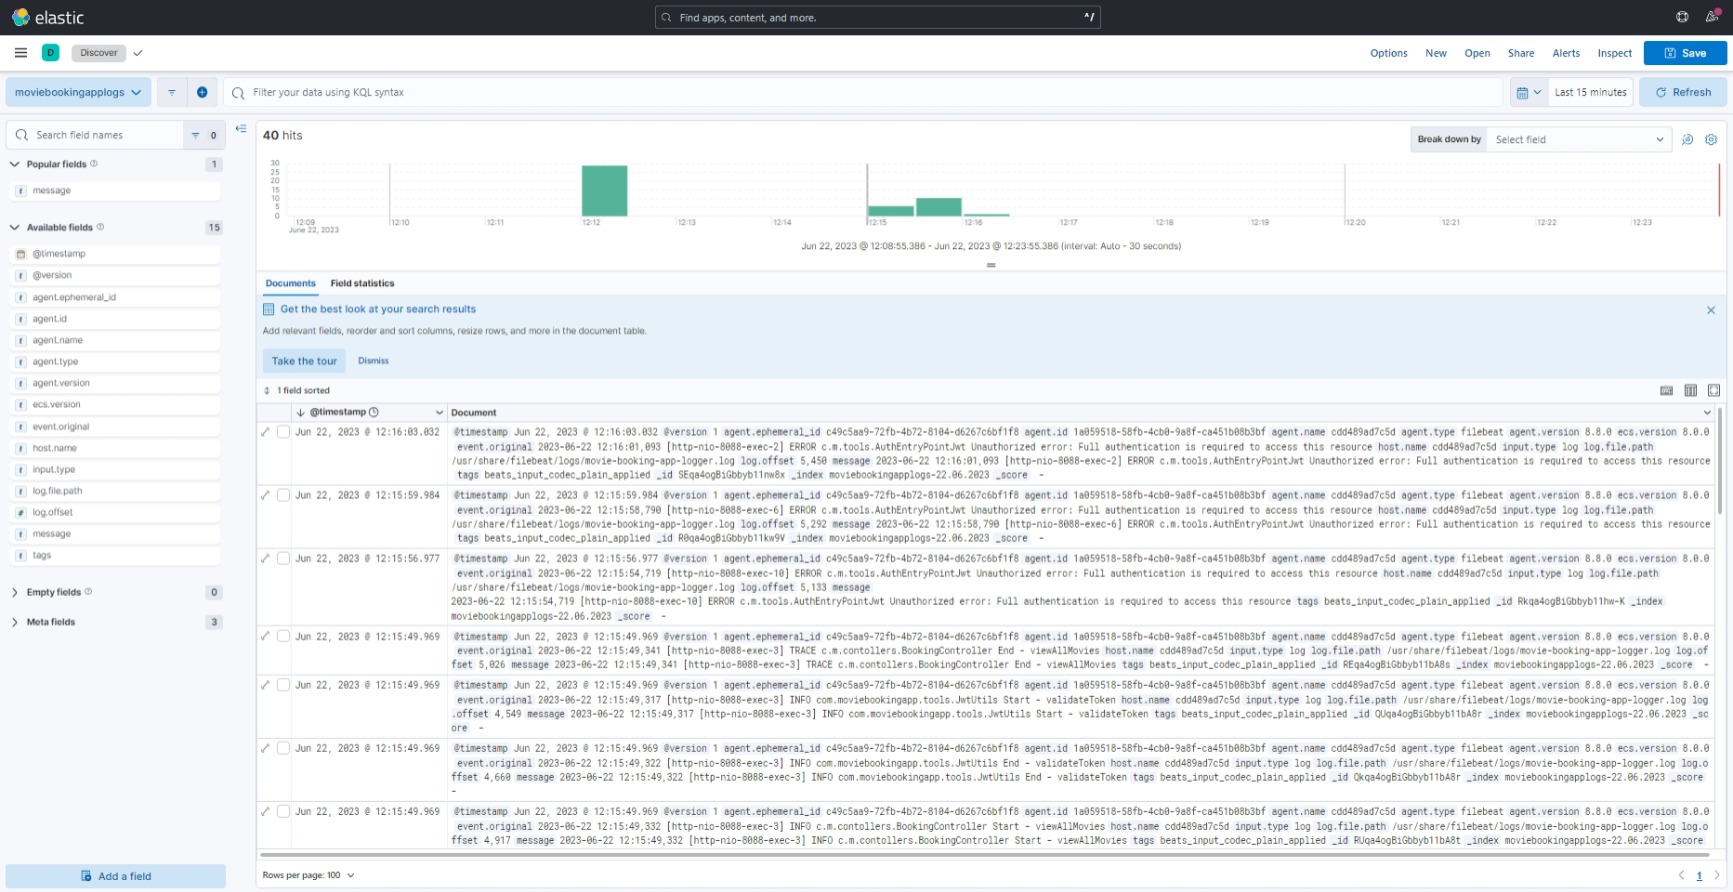 elastic
Find apps, content, and more.
^/
D
Discover
Options
New
Open
Share
Alerts
Inspect
Save
moviebookingapplogs
Filter your data using KQL syntax
Last 15 minutes
Refresh
Search field names
0
Popular fields
1
message
Available fields
15
@timestamp
@version
agent.ephemeral_id
agent.id
agent.name
agent.type
agent.version
ecs.version
event.original
host.name
input.type
log.file.path
log.offset
message
tags
Empty fields
0
Meta fields
3
Add a field
40 hits
Break down by
Select field
30
25
20
15
10
5
0
12:09
June 22, 2023
12:10
12:11
12:12
12:13
12:14
12:15
12:16
12:17
12:18
12:19
12:20
12:21
12:22
12:23
Jun 22, 2023 @ 12:08:55.386 - Jun 22, 2023 @ 12:23:55.386 (interval: Auto - 30 seconds)
Documents
Field statistics
Get the best look at your search results
Add relevant fields, reorder and sort columns, resize rows, and more in the document table.
Take the tour
Dismiss
1 field sorted
@timestamp
Document
Jun 22, 2023 @ 12:16:03.032
@timestamp Jun 22, 2023 @ 12:16:03.032 @version 1 agent.ephemeral_id c49c5aa9-72fb-4b72-8104-d6267c6bf1f8 agent.id 1a059518-58fb-4cb0-9a8f-ca451b08b3bf agent.name cdd489ad7c5d agent.type filebeat agent.version 8.8.0 ecs.version 8.0.0
event.original 2023-06-22 12:16:01,093 [http-nio-8088-exec-2] ERROR c.m.tools.AuthEntryPointJwt Unauthorized error: Full authentication is required to access this resource host.name cdd489ad7c5d input.type log log.file.path
/usr/share/filebeat/logs/movie-booking-app-logger.log log.offset 5,450 message 2023-06-22 12:16:01,093 [http-nio-8088-exec-2] ERROR c.m.tools.AuthEntryPointJwt Unauthorized error: Full authentication is required to access this resource
tags beats_input_codec_plain_applied _id SEqa4ogBiGbbyb11nw8x _index moviebookingapplogs-22.06.2023 _score -
Jun 22, 2023 @ 12:15:59.984
@timestamp Jun 22, 2023 @ 12:15:59.984 @version 1 agent.ephemeral_id c49c5aa9-72fb-4b72-8104-d6267c6bf1f8 agent.id 1a059518-58fb-4cb0-9a8f-ca451b08b3bf agent.name cdd489ad7c5d agent.type filebeat agent.version 8.8.0 ecs.version 8.0.0
event.original 2023-06-22 12:15:58,790 [http-nio-8088-exec-6] ERROR c.m.tools.AuthEntryPointJwt Unauthorized error: Full authentication is required to access this resource host.name cdd489ad7c5d input.type log log.file.path
/usr/share/filebeat/logs/movie-booking-app-logger.log log.offset 5,292 message 2023-06-22 12:15:58,790 [http-nio-8088-exec-6] ERROR c.m.tools.AuthEntryPointJwt Unauthorized error: Full authentication is required to access this resource
tags beats_input_codec_plain_applied _id R0qa4ogBiGbbyb11kw9V _index moviebookingapplogs-22.06.2023 _score -
Jun 22, 2023 @ 12:15:56.977
@timestamp Jun 22, 2023 @ 12:15:56.977 @version 1 agent.ephemeral_id c49c5aa9-72fb-4b72-8104-d6267c6bf1f8 agent.id 1a059518-58fb-4cb0-9a8f-ca451b08b3bf agent.name cdd489ad7c5d agent.type filebeat agent.version 8.8.0 ecs.version 8.0.0
event.original 2023-06-22 12:15:54,719 [http-nio-8088-exec-10] ERROR c.m.tools.AuthEntryPointJwt Unauthorized error: Full authentication is required to access this resource host.name cdd489ad7c5d input.type log log.file.path
/usr/share/filebeat/logs/movie-booking-app-logger.log log.offset 5,133 message
2023-06-22 12:15:54,719 [http-nio-8088-exec-10] ERROR c.m.tools.AuthEntryPointJwt Unauthorized error: Full authentication is required to access this resource tags beats_input_codec_plain_applied _id Rkqa4ogBiGbbyb11hw-K _index
moviebookingapplogs-22.06.2023 _score -
Jun 22, 2023 @ 12:15:49.969
@timestamp Jun 22, 2023 @ 12:15:49.969 @version 1 agent.ephemeral_id c49c5aa9-72fb-4b72-8104-d6267c6bf1f8 agent.id 1a059518-58fb-4cb0-9a8f-ca451b08b3bf agent.name cdd489ad7c5d agent.type filebeat agent.version 8.8.0 ecs.version 8.0.0
event.original 2023-06-22 12:15:49,341 [http-nio-8088-exec-3] TRACE c.m.contollers.BookingController End - viewAllMovies host.name cdd489ad7c5d input.type log log.file.path /usr/share/filebeat/logs/movie-booking-app-logger.log log.of
fset 5,026 message 2023-06-22 12:15:49,341 [http-nio-8088-exec-3] TRACE c.m.contollers.BookingController End - viewAllMovies tags beats_input_codec_plain_applied _id REqa4ogBiGbbyb11bA8s _index moviebookingapplogs-22.06.2023 _score -
Jun 22, 2023 @ 12:15:49.969
@timestamp Jun 22, 2023 @ 12:15:49.969 @version 1 agent.ephemeral_id c49c5aa9-72fb-4b72-8104-d6267c6bf1f8 agent.id 1a059518-58fb-4cb0-9a8f-ca451b08b3bf agent.name cdd489ad7c5d agent.type filebeat agent.version 8.8.0 ecs.version 8.0.0
event.original 2023-06-22 12:15:49,317 [http-nio-8088-exec-3] INFO com.moviebookingapp.tools.JwtUtils Start - validateToken host.name cdd489ad7c5d input.type log log.file.path /usr/share/filebeat/logs/movie-booking-app-logger.log log
.offset 4,549 message 2023-06-22 12:15:49,317 [http-nio-8088-exec-3] INFO com.moviebookingapp.tools.JwtUtils Start - validateToken tags beats_input_codec_plain_applied _id QUqa4ogBiGbbyb11bA8r _index moviebookingapplogs-22.06.2023 _sc
ore -
Jun 22, 2023 @ 12:15:49.969
@timestamp Jun 22, 2023 @ 12:15:49.969 @version 1 agent.ephemeral_id c49c5aa9-72fb-4b72-8104-d6267c6bf1f8 agent.id 1a059518-58fb-4cb0-9a8f-ca451b08b3bf agent.name cdd489ad7c5d agent.type filebeat agent.version 8.8.0 ecs.version 8.0.0
event.original 2023-06-22 12:15:49,322 [http-nio-8088-exec-3] INFO com.moviebookingapp.tools.JwtUtils End - validateToken host.name cdd489ad7c5d input.type log log.file.path /usr/share/filebeat/logs/movie-booking-app-logger.log log.o
ffset 4,660 message 2023-06-22 12:15:49,322 [http-nio-8088-exec-3] INFO com.moviebookingapp.tools.JwtUtils End - validateToken tags beats_input_codec_plain_applied _id Qkqa4ogBiGbbyb11bA8r _index moviebookingapplogs-22.06.2023 _score
-
Jun 22, 2023 @ 12:15:49.969
@timestamp Jun 22, 2023 @ 12:15:49.969 @version 1 agent.ephemeral_id c49c5aa9-72fb-4b72-8104-d6267c6bf1f8 agent.id 1a059518-58fb-4cb0-9a8f-ca451b08b3bf agent.name cdd489ad7c5d agent.type filebeat agent.version 8.8.0 ecs.version 8.0.0
event.original 2023-06-22 12:15:49,332 [http-nio-8088-exec-3] INFO c.m.contollers.BookingController Start - viewAllMovies host.name cdd489ad7c5d input.type log log.file.path /usr/share/filebeat/logs/movie-booking-app-logger.log log.o
ffset 4,917 message 2023-06-22 12:15:49,332 [http-nio-8088-exec-3] INFO c.m.contollers.BookingController Start - viewAllMovies tags beats_input_codec_plain_applied _id RUqa4ogBiGbbyb11bA8t _index moviebookingapplogs-22.06.2023 _score
Rows per page: 100
1